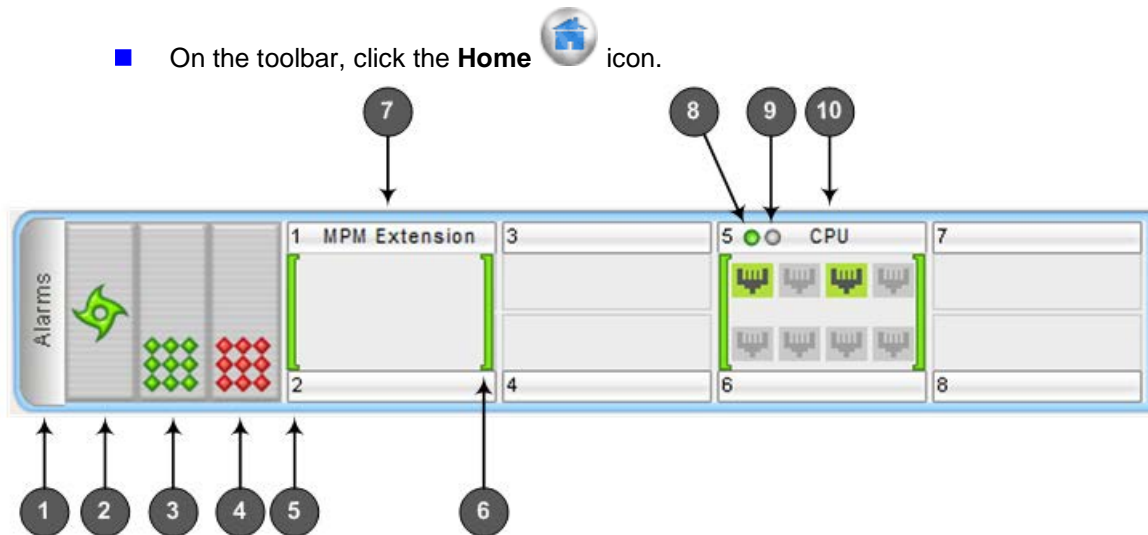 On the toolbar, click the Home icon.
7 8 9 10
1 MPM Extension 3 5 CPU 7
Alarms
2 4 6 8
1 2 3 4 5 6